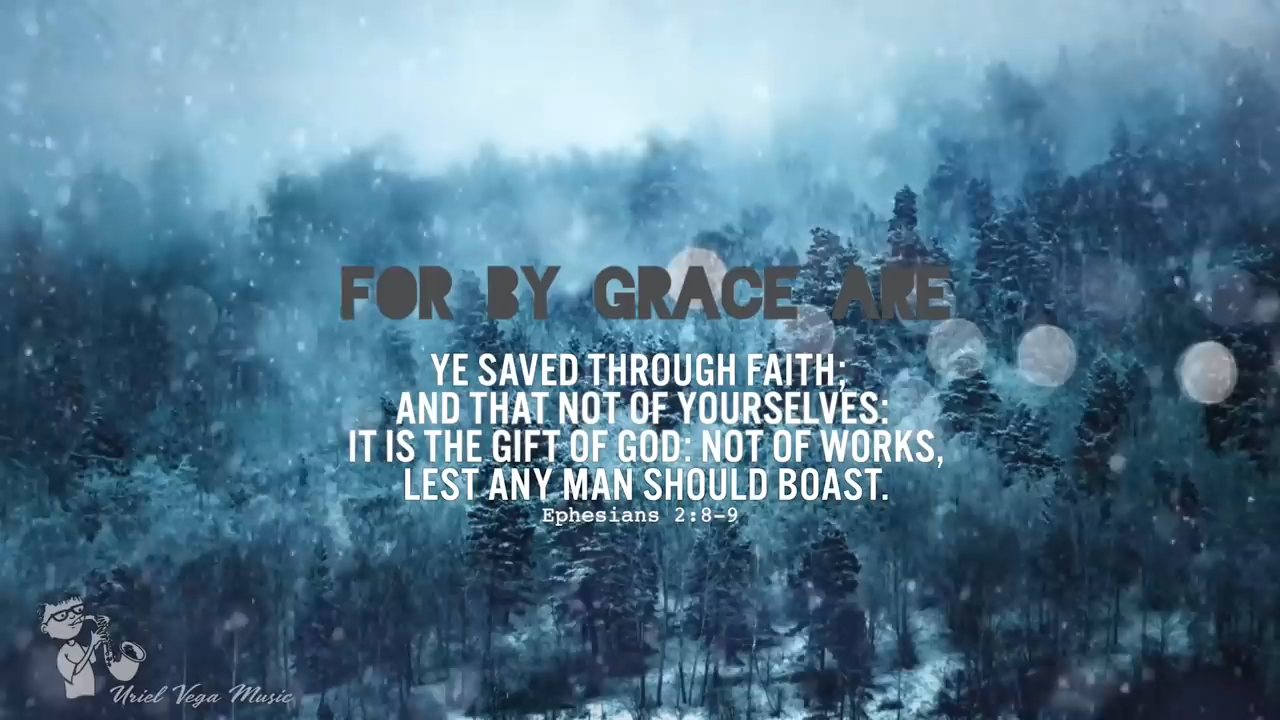 FOR BY GRACE ARE
YE SAVED THROUGH FAITH;
AND THAT NOT OF YOURSELVES:
IT IS THE GIFT OF GOD: NOT OF WORKS,
LEST ANY MAN SHOULD BOAST.
Ephesians 2:8-9
Uriel Vega Music